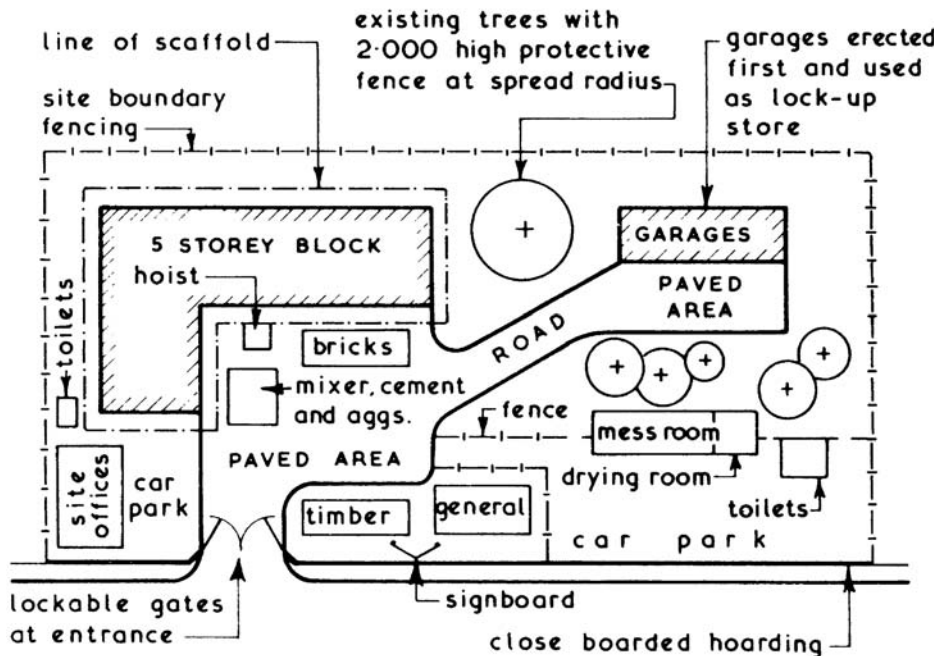 line of scaffold
existing trees with
2·000 high protective
fence at spread radius
garages erected
first and used
as lock-up
store
site boundary
fencing
5 STOREY BLOCK
GARAGES
hoist
PAVED
AREA
toilets
bricks
ROAD
mixer, cement
and aggs.
fence
mess room
PAVED AREA
drying room
site
offices
car
park
timber
general
toilets
car park
lockable gates
at entrance
signboard
close boarded hoarding